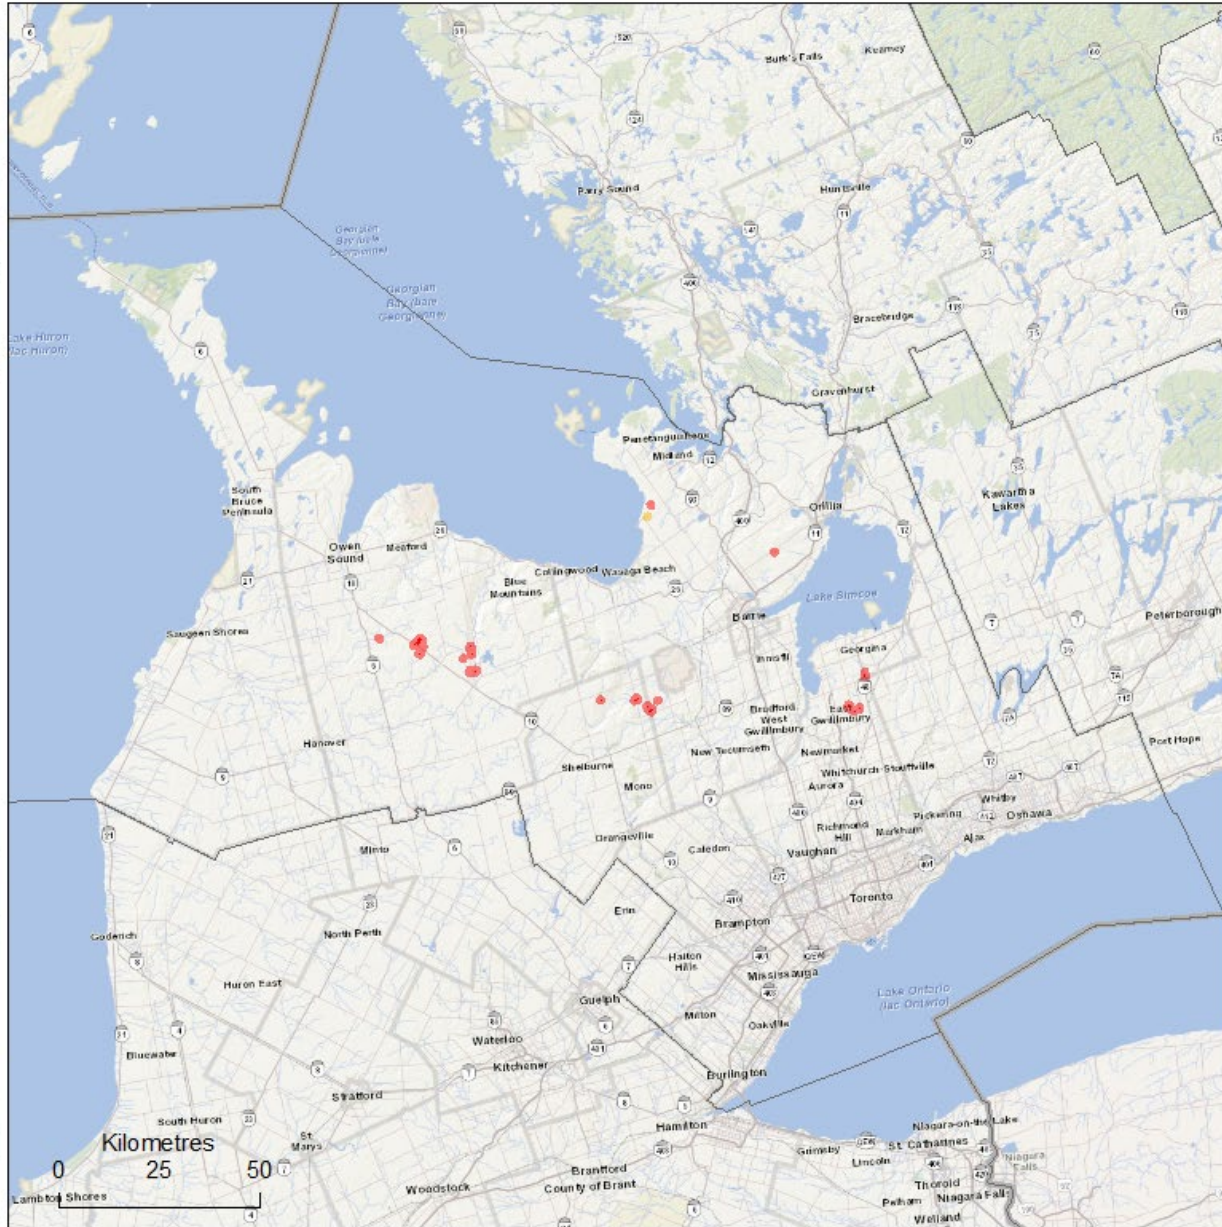 Burk's Falls
Kearney
Parry Sound
Huntsville
Georgian
Bay (baie
Georgienne)
Georgian
Bay (baie
Georgienne)
Bracebridge
Lake Huron
(lac Huron)
Gravenhurst
Penetanguishene
Midland
South
Bruce
Peninsula
Kawartha
Lakes
Orillia
Owen
Sound
Meaford
Collingwood
Wasaga Beach
Blue
Mountains
Lake Simcoe
Barrie
Peterborough
Saugeen Shores
Innisfil
Georgina
Bradford
West
Gwillimbury
East
Gwillimbury
Hanover
New Tecumseth
Newmarket
Port Hope
Shelburne
Whitchurch-Stouffville
Mono
Aurora
Whitby
Pickering
Oshawa
Orangeville
Richmond
Hill
Markham
Ajax
Minto
Caledon
Vaughan
Toronto
Erin
Brampton
North Perth
Goderich
Halton
Hills
Mississauga
Huron East
Lake Ontario
(lac Ontario)
Guelph
Milton
Oakville
Waterloo
Bluewater
Kitchener
Burlington
Stratford
South Huron
Hamilton
Niagara-on-the-Lake
Kilometres
0 25 50
St.
Marys
St. Catharines
Grimsby
Lincoln
Niagara
Falls
Brantford
County of Brant
Woodstock
Thorold
Pelham
Niagara Falls
Lambton Shores
Welland